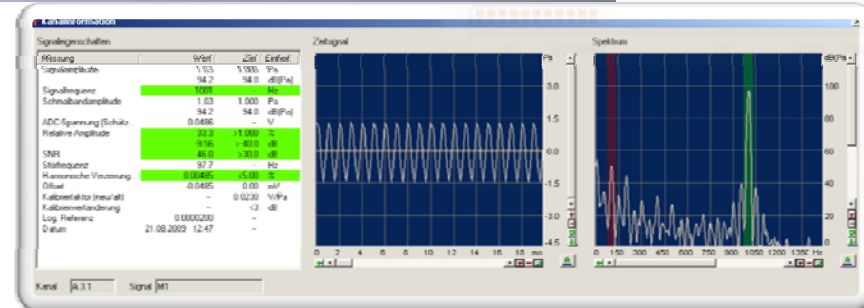 Kanalinformation
Signaleigenschaften
Messung Wert Ziel Einheit
Signalamplitude 1.000 Pa
94.2 94.0 dB(Pa)
Signalfrequenz 1001 – Hz
Schmalbandamplitude 1.03 1.000 Pa
94.2 94.0 dB(Pa)
ADC-Spannung (Schätz... 0.0486 – V
Relative Amplitude 33.3 >1.000 %
-9.56 >-40.0 dB
SNR 46.0 >30.0 dB
Störfrequenz 97.7 – Hz
Harmonische Verzerrung... 0.00485 <5.00 %
Offset -0.0485 0.00 mV
Kalibrierfaktor (neu/alt) – 0.0230 V/Pa
Kalibrierveränderung – <3 dB
Log. Referenz 0.0000200 –
Datum 21.08.2009 12:47 –
Zeitsignal
Pa
3.0
1.5
0.0
-1.5
-3.0
-4.5
0 2 4 6 8 10 12 14 16 18 ms
Spektrum
dB(Pa)
100
80
60
40
20
0
0 150 300 450 600 750 900 1050 1200 1350 Hz
Kanal A.3.1 Signal M1